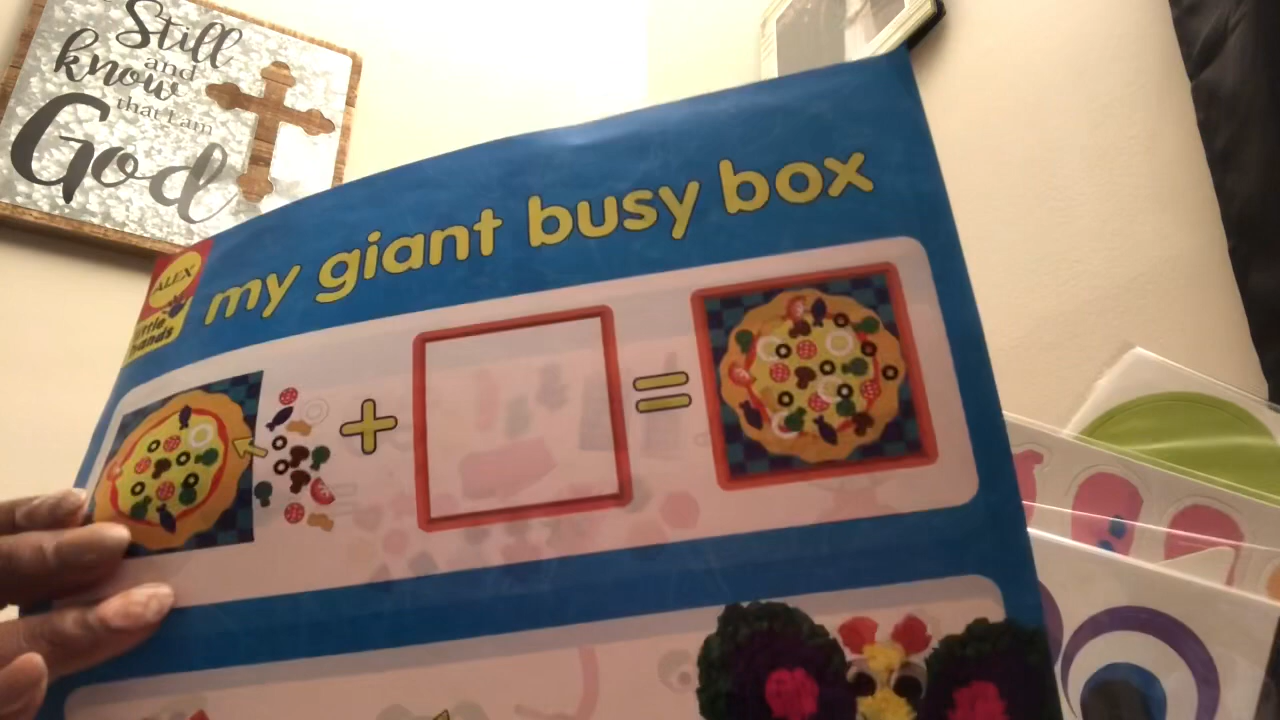 Still
and
know
that I am
God
my giant busy box
ALEX
little
hands
+
=